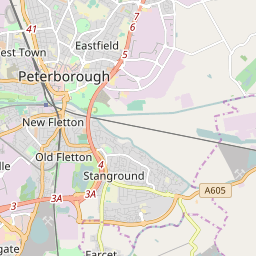 41
6
Eastfield
est Town
5
Peterborough
New Fletton
Old Fletton
4
Stanground
lle
A605
3A
3A
3
Farcet
gate